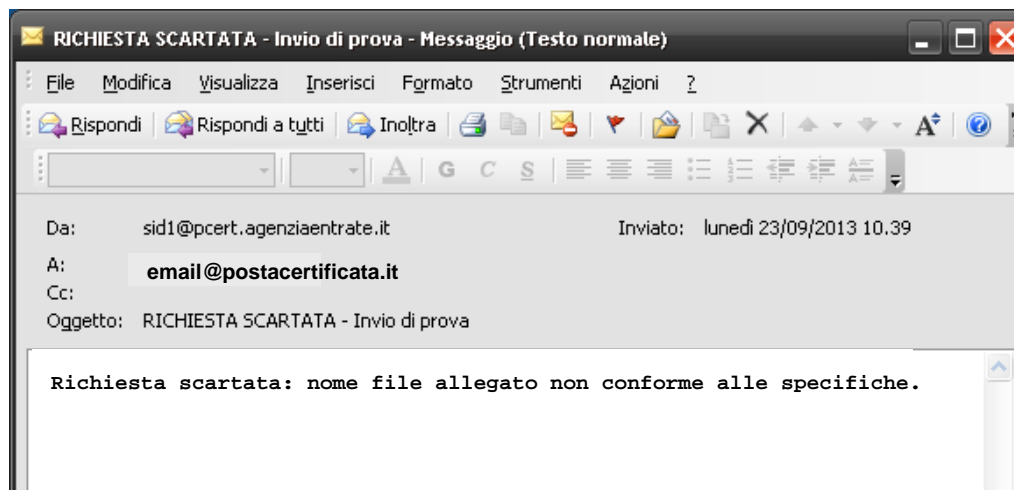 RICHIESTA SCARTATA - Invio di prova - Messaggio (Testo normale)
File Modifica Visualizza Inserisci Formato Strumenti Azioni ?
Rispondi Rispondi a tutti Inoltra
A G C S
Da: sid1@pcert.agenziaentrate.it Inviato: lunedì 23/09/2013 10.39
A: email@postacertificata.it
Cc:
Oggetto: RICHIESTA SCARTATA - Invio di prova
Richiesta scartata: nome file allegato non conforme alle specifiche.